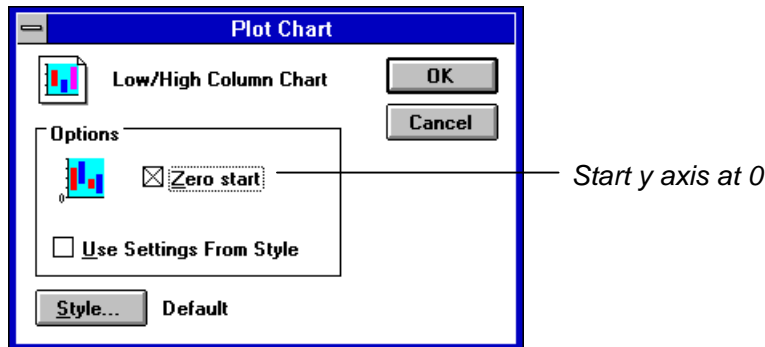 Plot Chart
Low/High Column Chart
OK
Cancel
Options
0
Zero start
Start y axis at 0
Use Settings From Style
Style...
Default